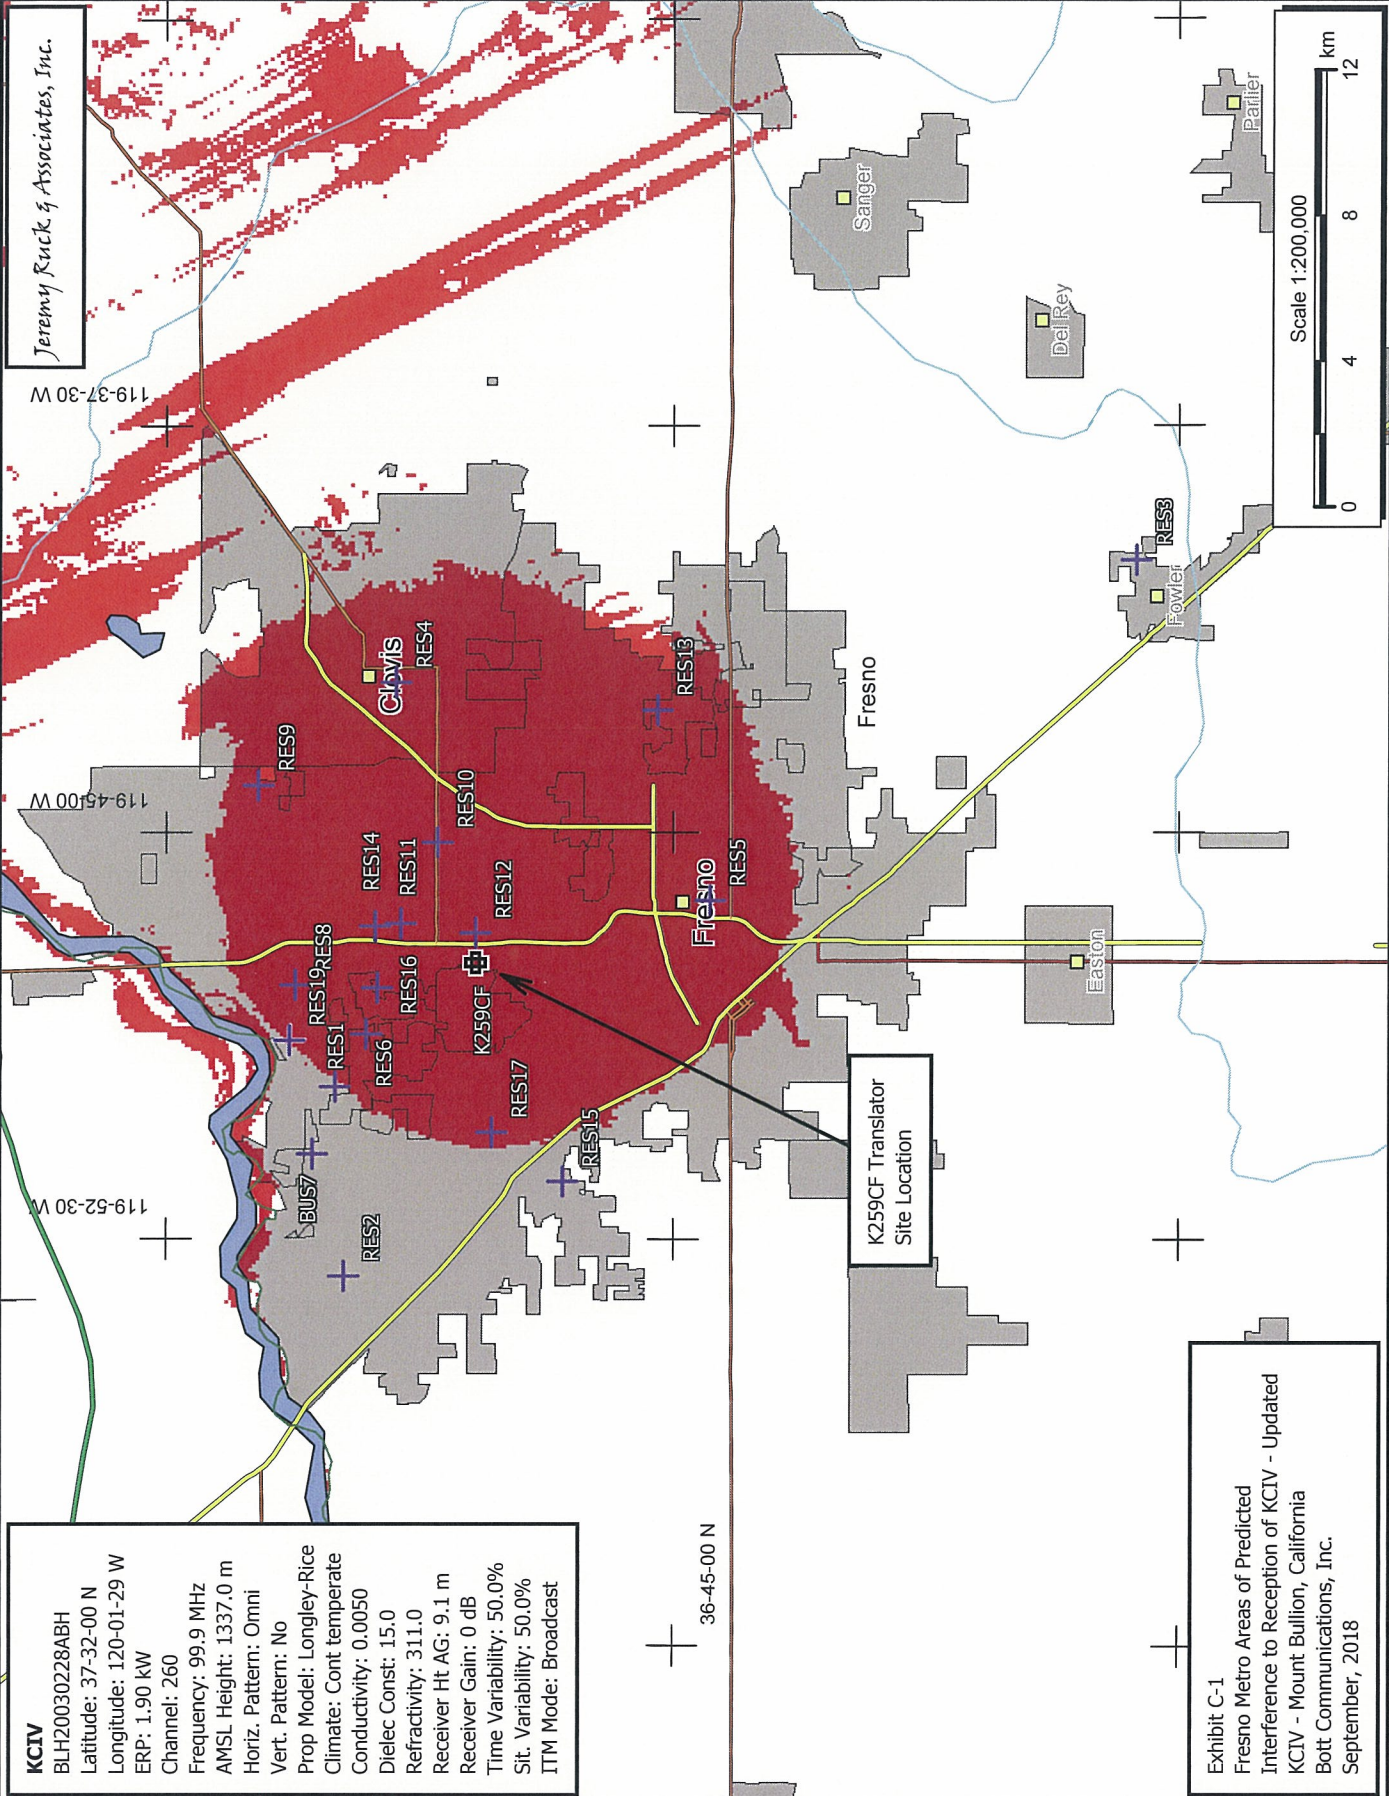 KCIV
BLH20030228ABH
Latitude: 37-32-00 N
Longitude: 120-01-29 W
ERP: 1.90 kW
Channel: 260
Frequency: 99.9 MHz
AMSL Height: 1337.0 m
Horiz. Pattern: Omni
Vert. Pattern: No
Prop Model: Longley-Rice
Climate: Cont temperate
Conductivity: 0.0050
Dielec Const: 15.0
Refractivity: 311.0
Receiver Ht AG: 9.1 m
Receiver Gain: 0 dB
Time Variability: 50.0%
Sit. Variability: 50.0%
ITM Mode: Broadcast
Jeremy Ruck & Associates, Inc.
119-52-30 W
119-45-00 W
119-37-30 W
36-45-00 N
RES9
RES8
RES19
RES1
RES14
RES11
RES16
RES6
BUS7
RES2
Clovis
RES4
RES10
RES12
K259CF
RES17
RES15
RES13
Fresno
RES5
Fresno
Sanger
Del Rey
Parlier
RES3
Fowler
Easton
K259CF Translator
Site Location
Exhibit C-1
Fresno Metro Areas of Predicted
Interference to Reception of KCIV - Updated
KCIV - Mount Bullion, California
Bott Communications, Inc.
September, 2018
Scale 1:200,000
0 4 8 12
km